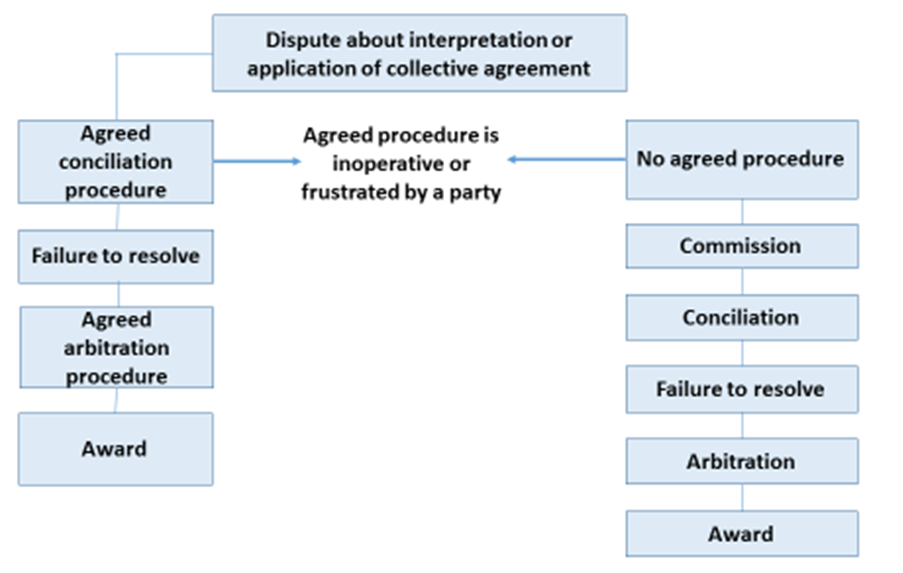 Dispute about interpretation or
application of collective agreement
Agreed
conciliation
procedure
Agreed procedure is
inoperative or
frustrated by a party
No agreed procedure
Failure to resolve
Agreed
arbitration
procedure
Award
Commission
Conciliation
Failure to resolve
Arbitration
Award